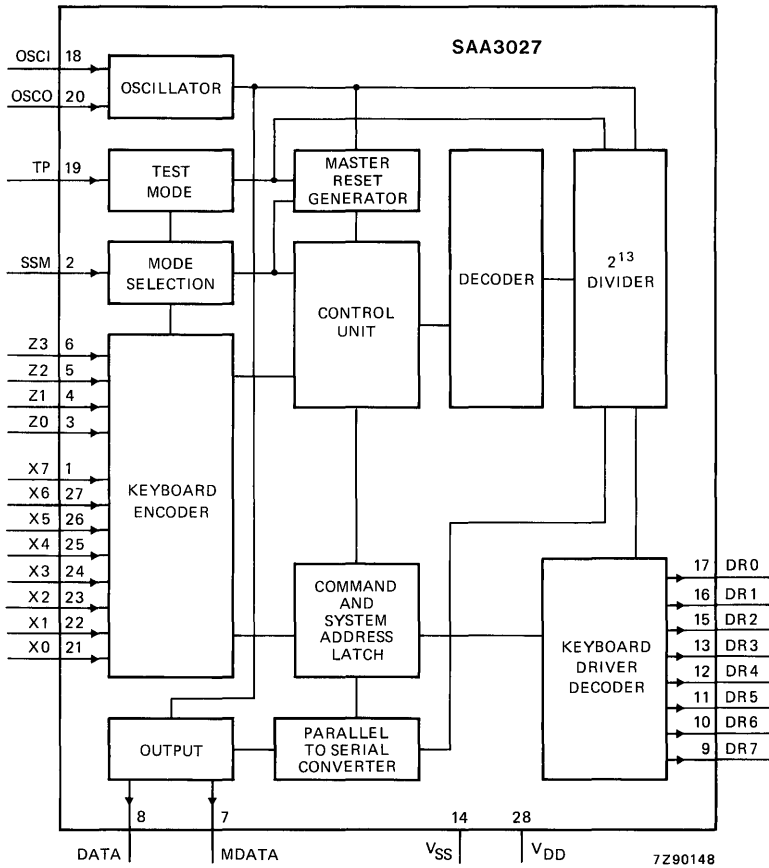 SAA3027
OSCI 18
OSCO 20
OSCILLATOR
TP 19
TEST
MODE
MASTER
RESET
GENERATOR
SSM 2
MODE
SELECTION
CONTROL
UNIT
DECODER
2¹³
DIVIDER
Z3 6
Z2 5
Z1 4
Z0 3
X7 1
X6 27
X5 26
X4 25
X3 24
X2 23
X1 22
X0 21
KEYBOARD
ENCODER
COMMAND
AND
SYSTEM
ADDRESS
LATCH
KEYBOARD
DRIVER
DECODER
17 DR0
16 DR1
15 DR2
13 DR3
12 DR4
11 DR5
10 DR6
9 DR7
OUTPUT
PARALLEL
TO SERIAL
CONVERTER
8 7 14 28
DATA MDATA VSS VDD
7Z90148